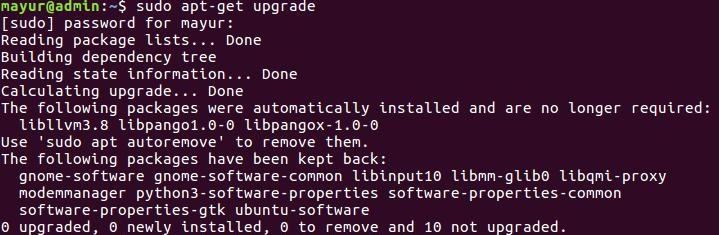 mayur@admin:~$ sudo apt-get upgrade
[sudo] password for mayur:
Reading package lists... Done
Building dependency tree
Reading state information... Done
Calculating upgrade... Done
The following packages were automatically installed and are no longer required:
  libllvm3.8 libpango1.0-0 libpangox-1.0-0
Use 'sudo apt autoremove' to remove them.
The following packages have been kept back:
  gnome-software gnome-software-common libinput10 libmm-glib0 libqmi-proxy
  modemmanager python3-software-properties software-properties-common
  software-properties-gtk ubuntu-software
0 upgraded, 0 newly installed, 0 to remove and 10 not upgraded.